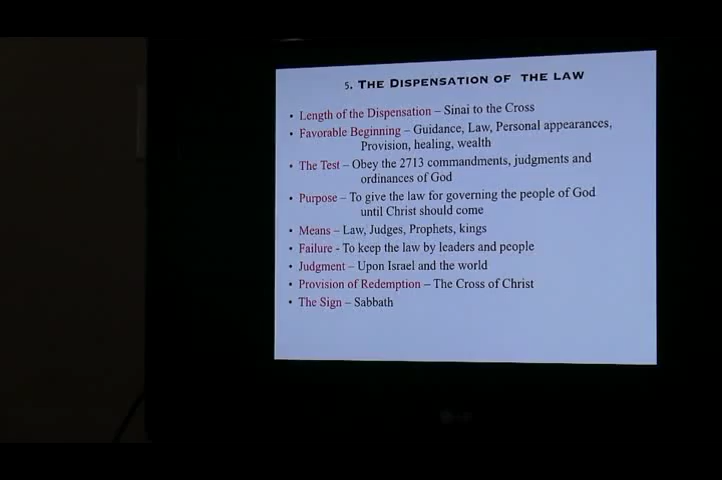 5. THE DISPENSATION OF THE LAW
• Length of the Dispensation – Sinai to the Cross
• Favorable Beginning – Guidance, Law, Personal appearances,
Provision, healing, wealth
• The Test – Obey the 2713 commandments, judgments and
ordinances of God
• Purpose – To give the law for governing the people of God
until Christ should come
• Means – Law, Judges, Prophets, kings
• Failure - To keep the law by leaders and people
• Judgment – Upon Israel and the world
• Provision of Redemption – The Cross of Christ
• The Sign – Sabbath